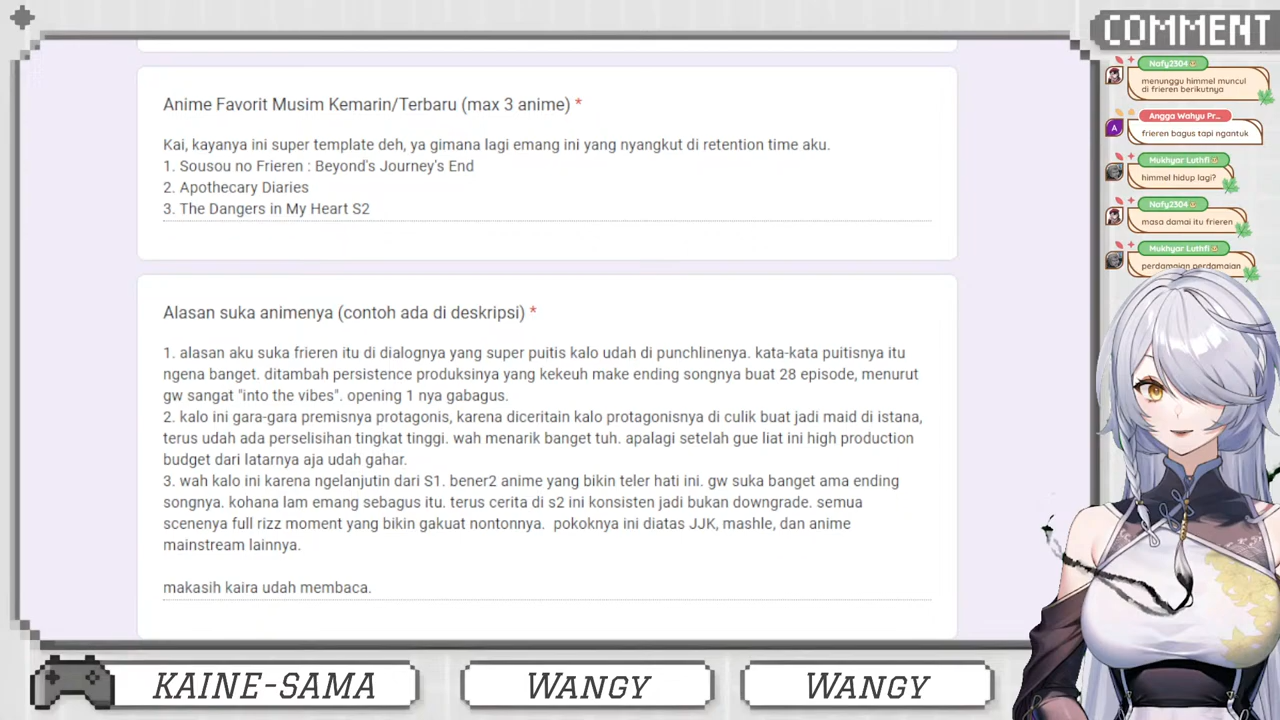 COMMENT
Anime Favorit Musim Kemarin/Terbaru (max 3 anime) *
Kai, kayanya ini super template deh, ya gimana lagi emang ini yang nyangkut di retention time aku.
1. Sousou no Frieren : Beyond's Journey's End
2. Apothecary Diaries
3. The Dangers in My Heart S2
Alasan suka animenya (contoh ada di deskripsi) *
1. alasan aku suka frieren itu di dialognya yang super puitis kalo udah di punchlinenya. kata-kata puitisnya itu
ngena banget. ditambah persistence produksinya yang kekeuh make ending songnya buat 28 episode, menurut
gw sangat "into the vibes". opening 1 nya gabagus.
2. kalo ini gara-gara premisnya protagonis, karena diceritain kalo protagonisnya di culik buat jadi maid di istana,
terus udah ada perselisihan tingkat tinggi. wah menarik banget tuh. apalagi setelah gue liat ini high production
budget dari latarnya aja udah gahar.
3. wah kalo ini karena ngelanjutin dari S1. bener2 anime yang bikin teler hati ini. gw suka banget ama ending
songnya. kohana lam emang sebagus itu. terus cerita di s2 ini konsisten jadi bukan downgrade. semua
scenenya full rizz moment yang bikin gakuat nontonnya.  pokoknya ini diatas JJK, mashle, dan anime
mainstream lainnya.
makasih kaira udah membaca.
Nafy2304
menunggu himmel muncul
di frieren berikutnya
A
Angga Wahyu Pr...
frieren bagus tapi ngantuk
Mukhyar Luthfi
himmel hidup lagi?
Nafy2304
masa damai itu frieren
Mukhyar Luthfi
perdamaian perdamaian
KAINE-SAMA
WANGY
WANGY